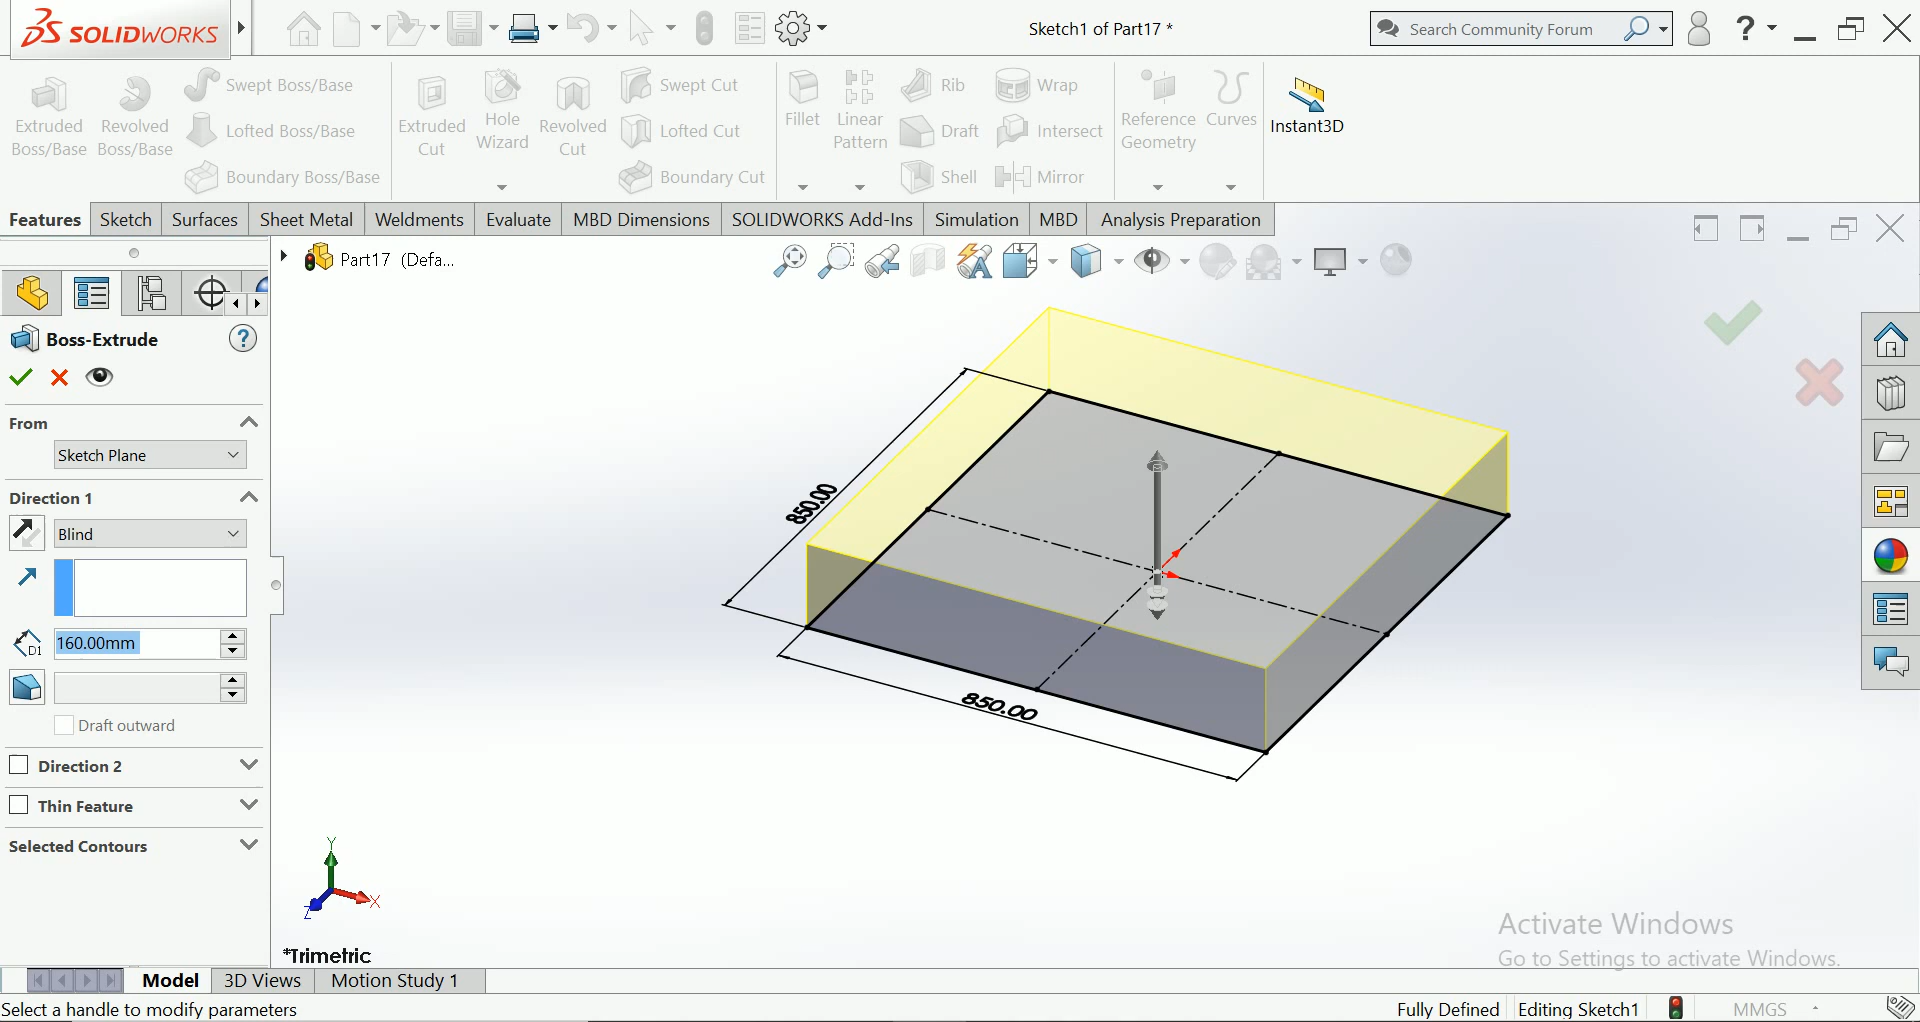 SOLIDWORKS
Sketch1 of Part17 *
Search Community Forum
?
Extruded Boss/Base
Revolved Boss/Base
Swept Boss/Base
Lofted Boss/Base
Boundary Boss/Base
Extruded Cut
Hole Wizard
Revolved Cut
Swept Cut
Lofted Cut
Boundary Cut
Fillet
Linear Pattern
Rib
Draft
Shell
Wrap
Intersect
Mirror
Reference Geometry
Curves
Instant3D
Features
Sketch
Surfaces
Sheet Metal
Weldments
Evaluate
MBD Dimensions
SOLIDWORKS Add-Ins
Simulation
MBD
Analysis Preparation
Part17 (Defa...
Boss-Extrude
?
From
Sketch Plane
Direction 1
Blind
D1
160.00mm
Draft outward
Direction 2
Thin Feature
Selected Contours
850.00
850.00
Y
X
Z
*Trimetric
Activate Windows
Go to Settings to activate Windows.
Model
3D Views
Motion Study 1
Select a handle to modify parameters
Fully Defined
Editing Sketch1
MMGS